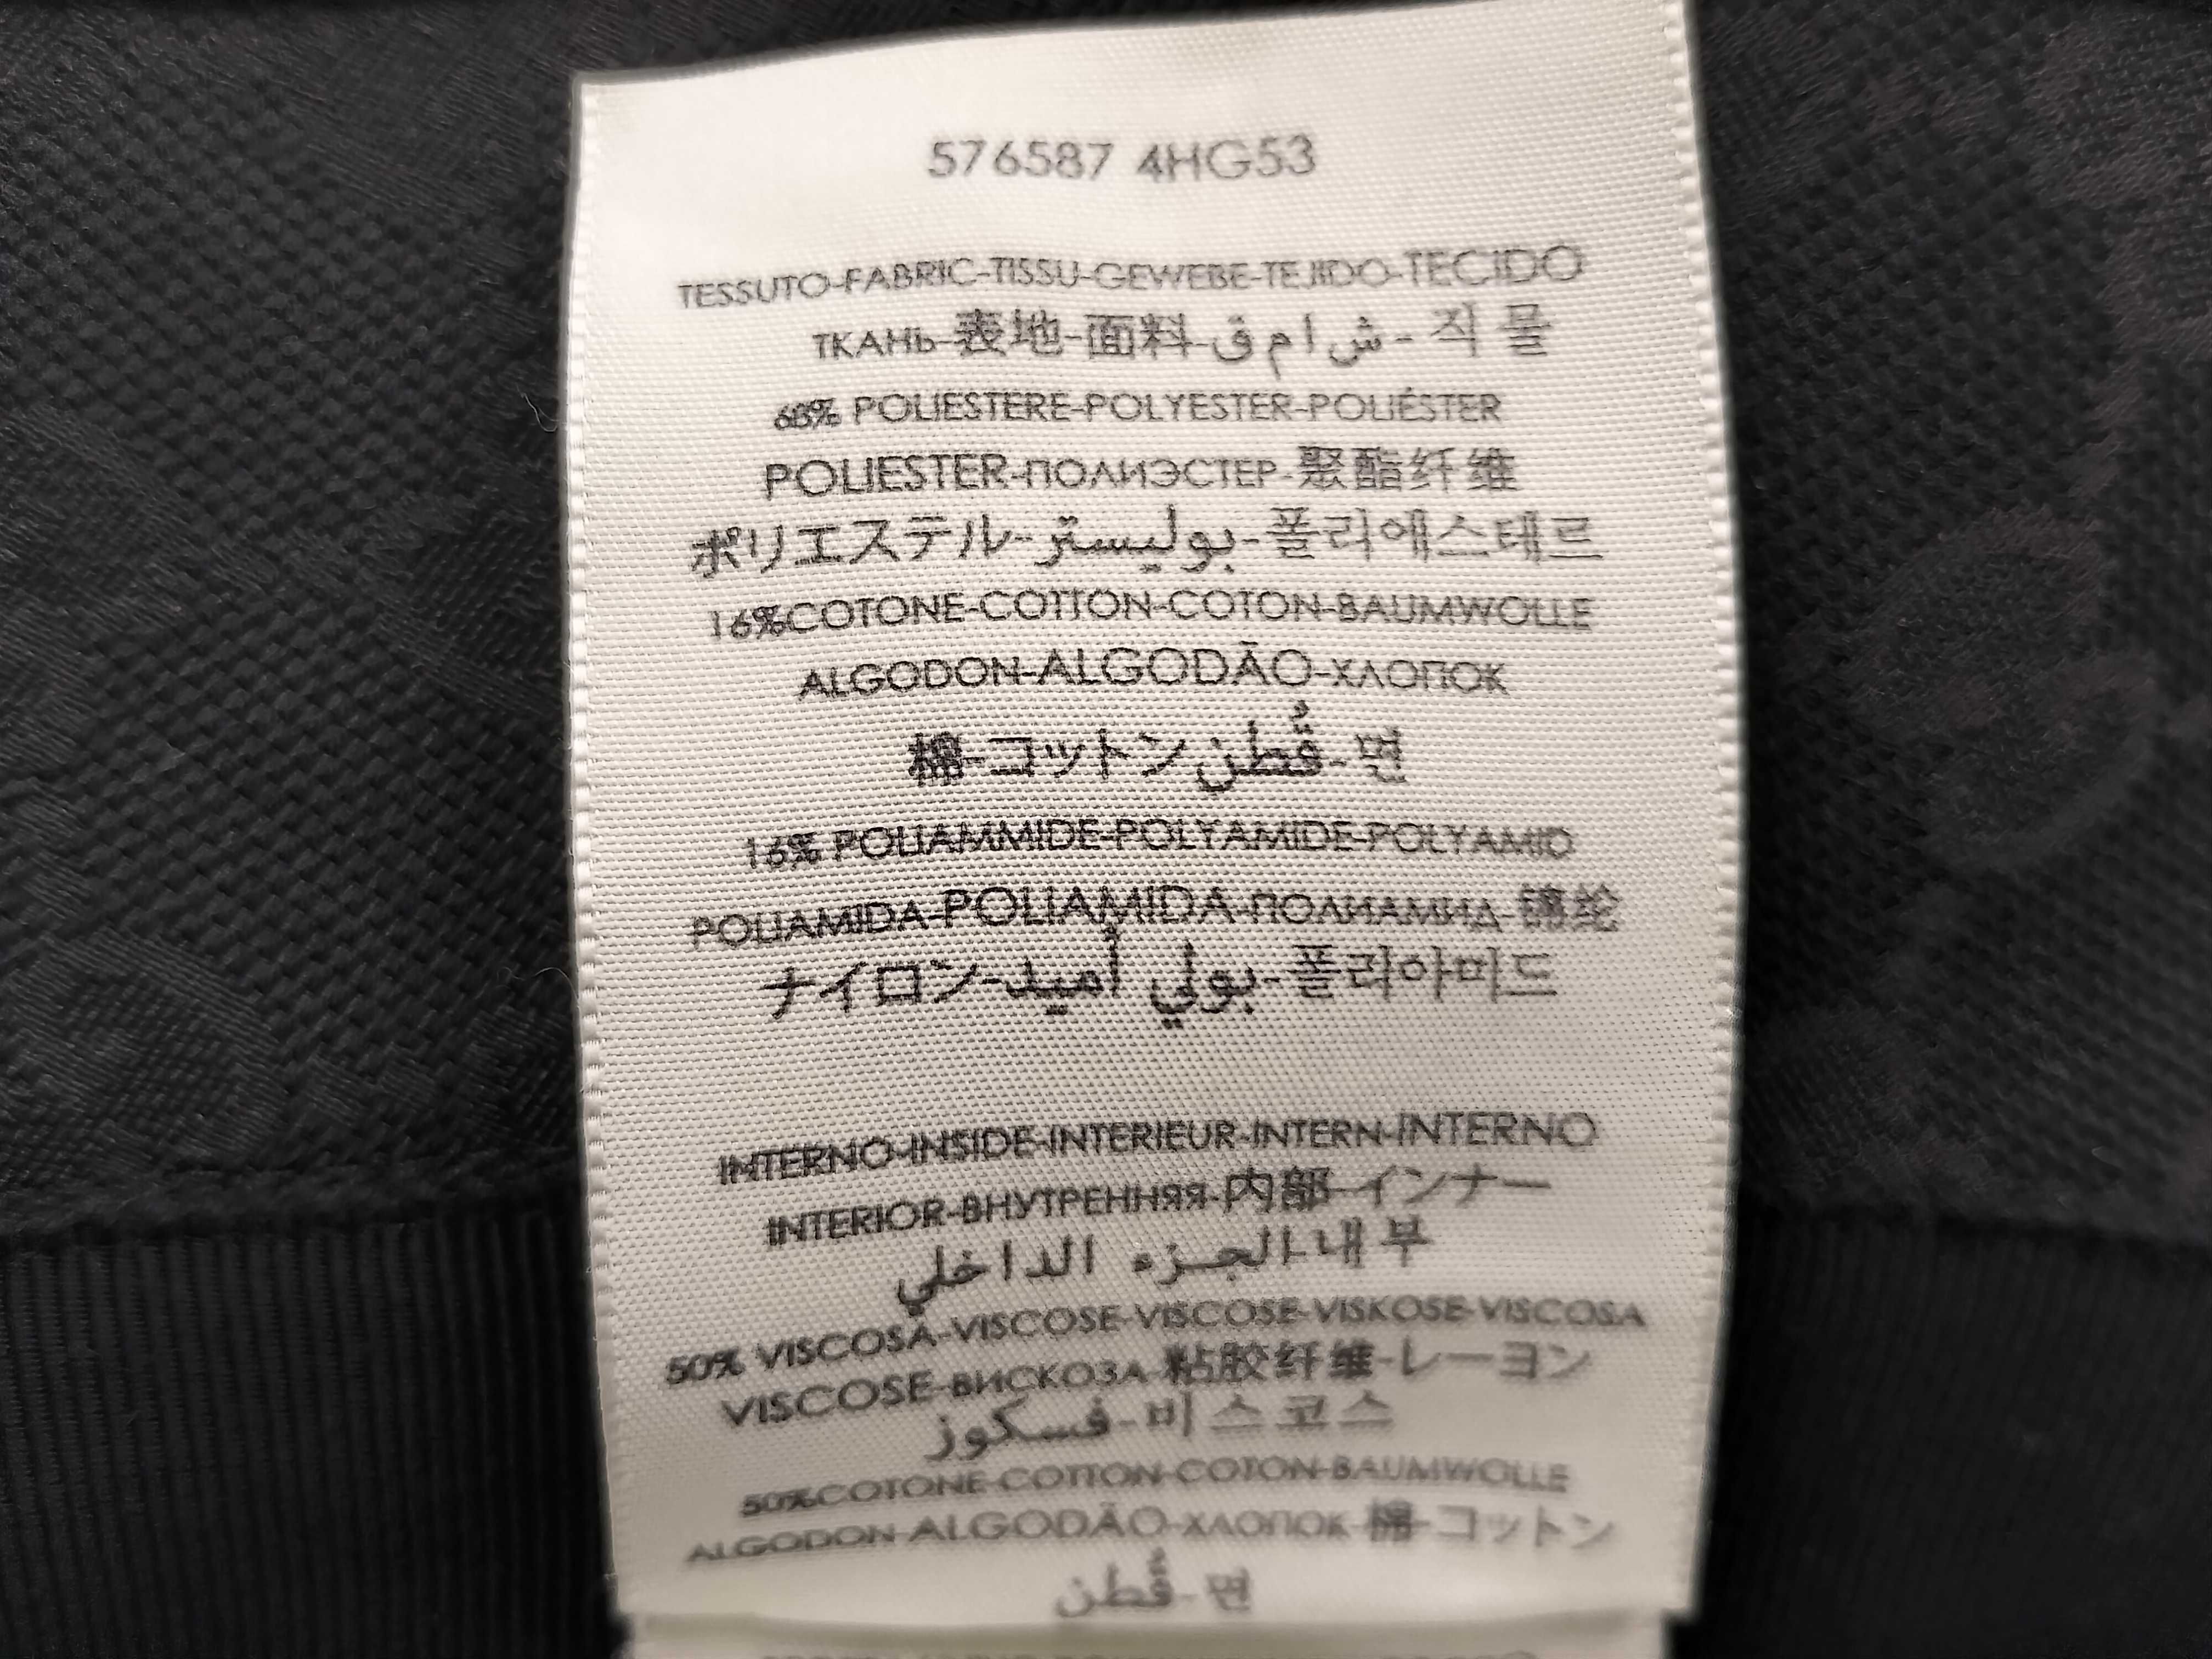 576587 4HG53
TESSUTO-FABRIC-TISSU-GEWEBE-TEJIDO-TECIDO
ТКАНЬ-表地-面料-ق م ا ش-직 물
68% POLIESTERE-POLYESTER-POLIÉSTER
POLIESTER-ПОЛИЭСТЕР-聚酯纤维
ポリエステル-بوليستر-폴리에스테르
16%COTONE-COTTON-COTON-BAUMWOLLE
ALGODON-ALGODÃO-ХЛОПОК
棉-コットン قُطن-면
16% POLIAMMIDE-POLYAMIDE-POLYAMID
POLIAMIDA-POLIAMIDA-ПОЛИАМИД-锦纶
ナイロン-بولي أميد-폴리아미드
INTERNO-INSIDE-INTERIEUR-INTERN-INTERNO
INTERIOR-ВНУТРЕННЯЯ-内部-インナー
الجزء الداخلي-내부
50% VISCOSA-VISCOSE-VISCOSE-VISKOSE-VISCOSA
VISCOSE-ВИСКОЗА-粘胶纤维-レーヨン
فسكوز-비스코스
50%COTONE-COTTON-COTON-BAUMWOLLE
ALGODON-ALGODÃO-ХЛОПОК-棉-コットン
قُطن-면